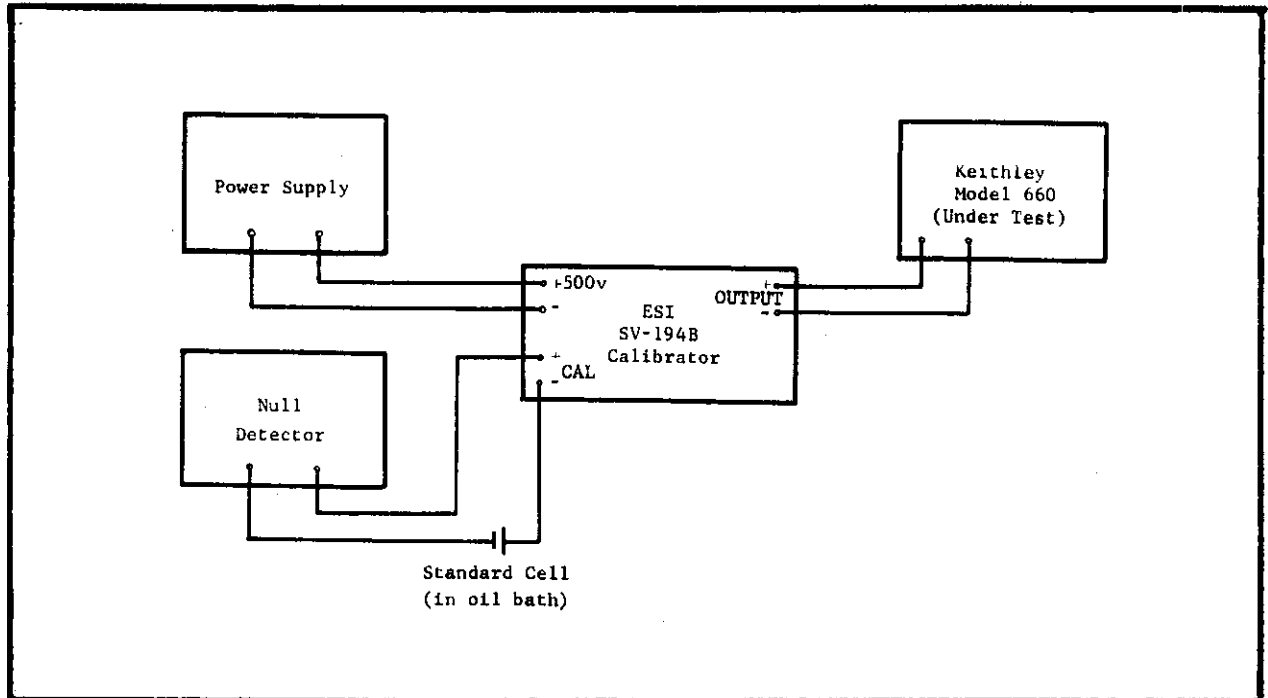 Power Supply
Keithley
Model 660
(Under Test)
+500v
-
ESI
SV-194B
Calibrator
+
OUTPUT
-
+
CAL
-
Null
Detector
Standard Cell
(in oil bath)